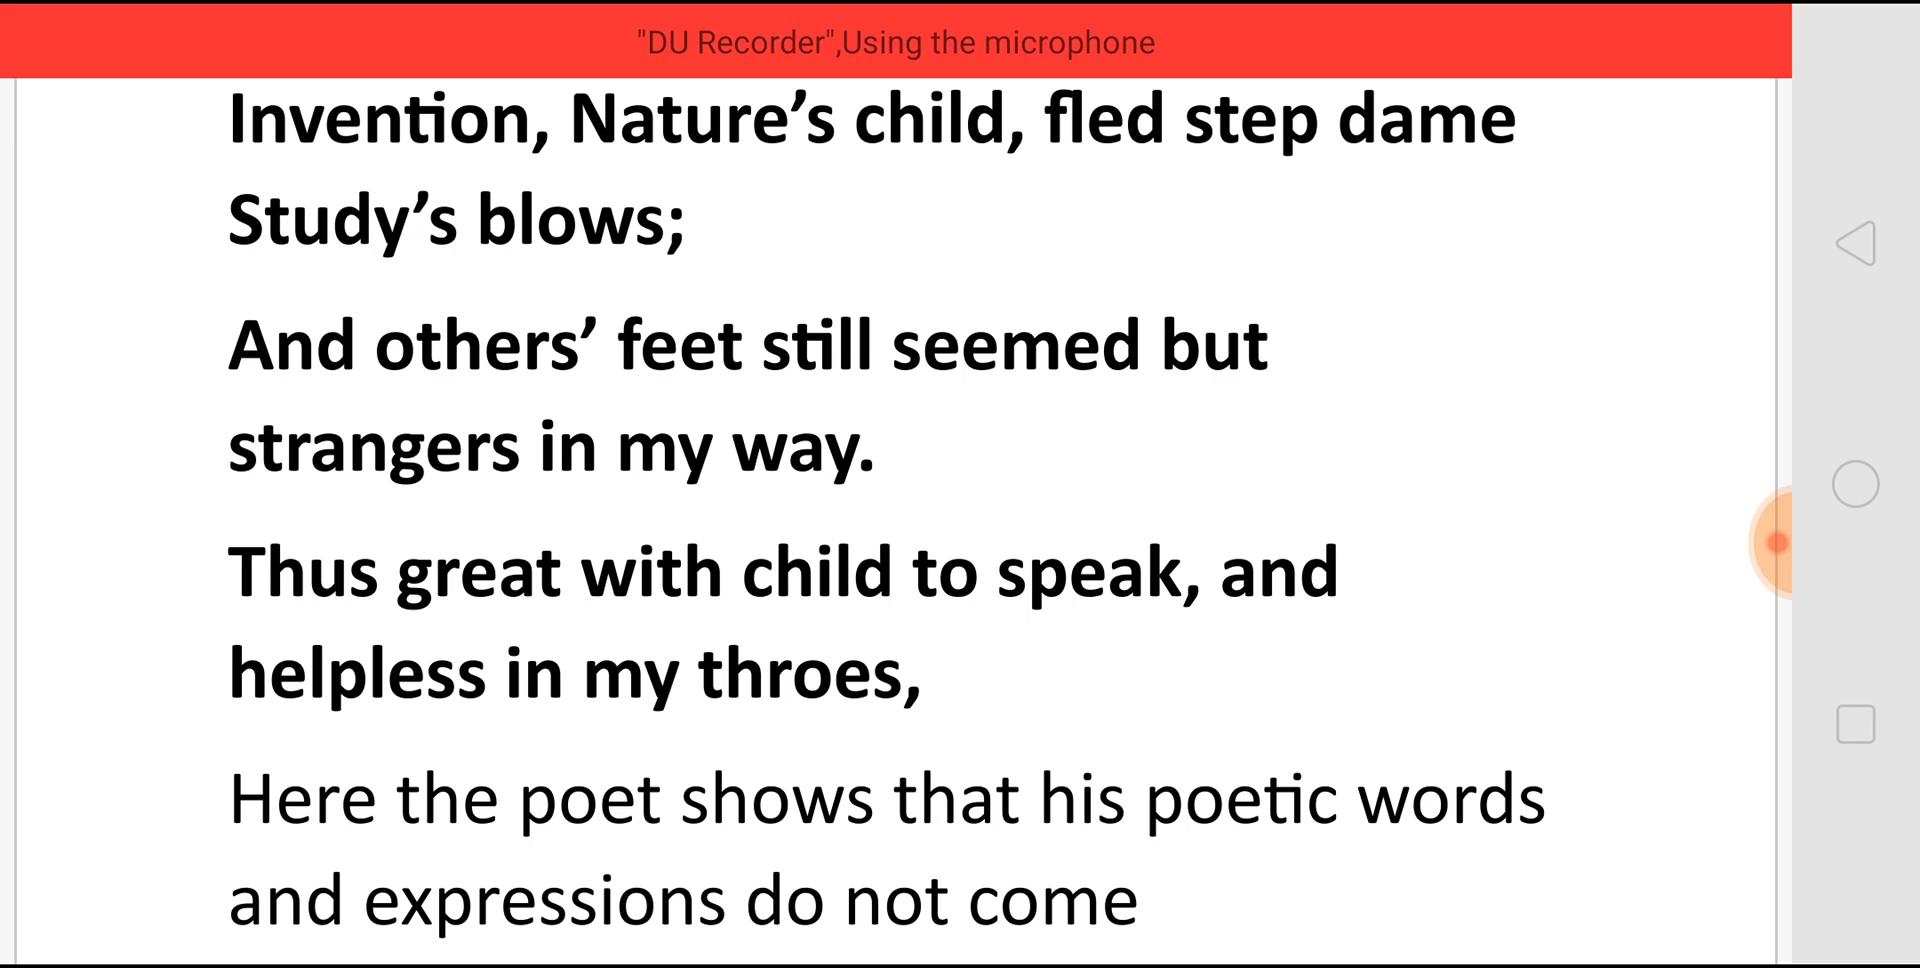 "DU Recorder",Using the microphone
Invention, Nature’s child, fled step dame
Study’s blows;
And others’ feet still seemed but
strangers in my way.
Thus great with child to speak, and
helpless in my throes,
Here the poet shows that his poetic words
and expressions do not come